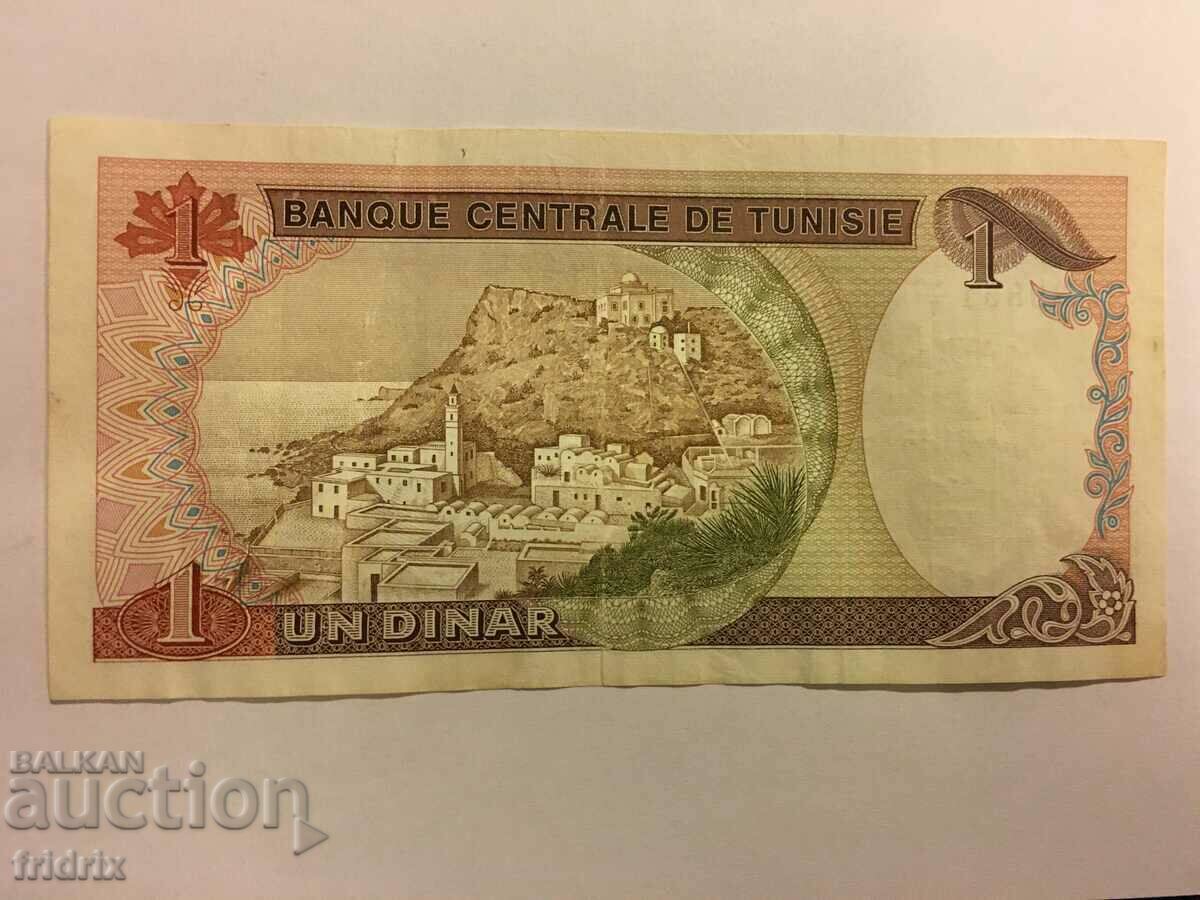 1
BANQUE CENTRALE DE TUNISIE
1
1
UN DINAR
BALKAN
auction
fridrix